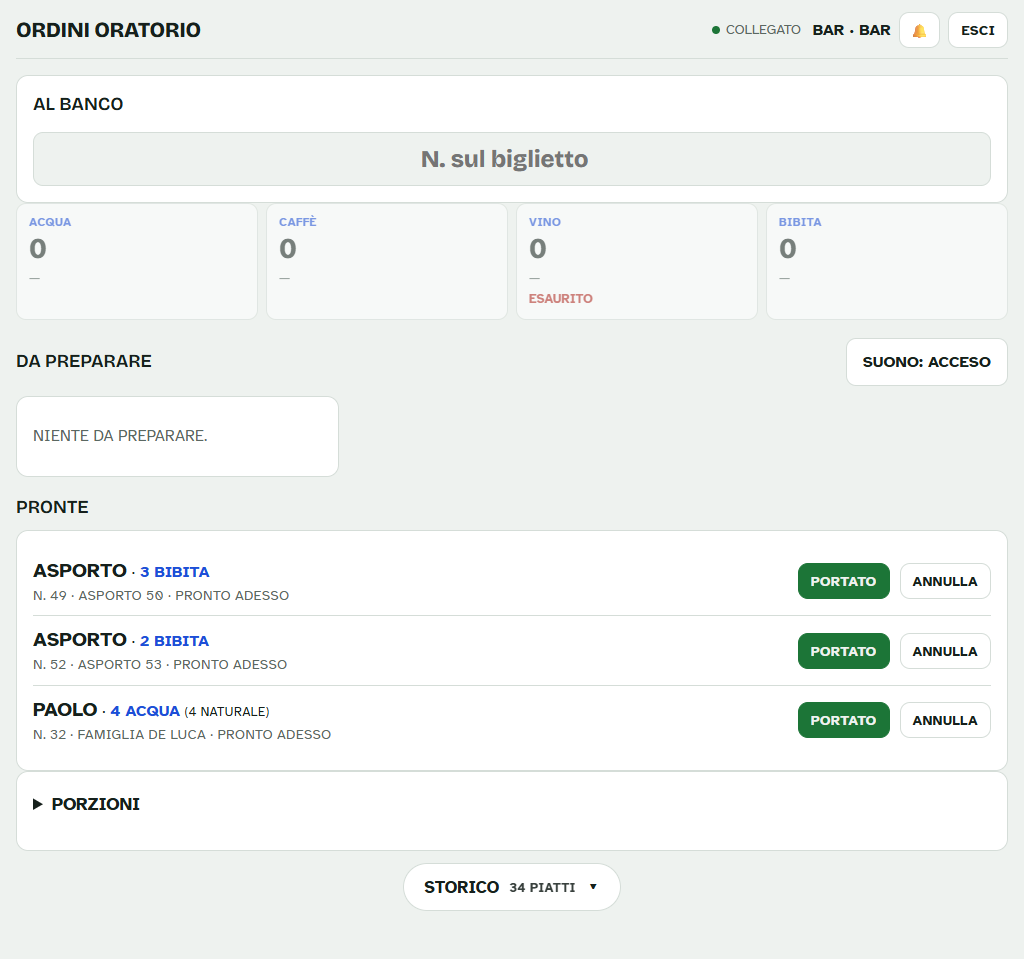 ORDINI ORATORIO
COLLEGATO BAR · BAR ESCI
AL BANCO
N. sul biglietto
ACQUA
0
—
CAFFÈ
0
—
VINO
0
—
ESAURITO
BIBITA
0
—
DA PREPARARE
SUONO: ACCESO
NIENTE DA PREPARARE.
PRONTE
ASPORTO · 3 BIBITA
N. 49 · ASPORTO 50 · PRONTO ADESSO
PORTATO ANNULLA
ASPORTO · 2 BIBITA
N. 52 · ASPORTO 53 · PRONTO ADESSO
PORTATO ANNULLA
PAOLO · 4 ACQUA (4 NATURALE)
N. 32 · FAMIGLIA DE LUCA · PRONTO ADESSO
PORTATO ANNULLA
PORZIONI
STORICO 34 PIATTI